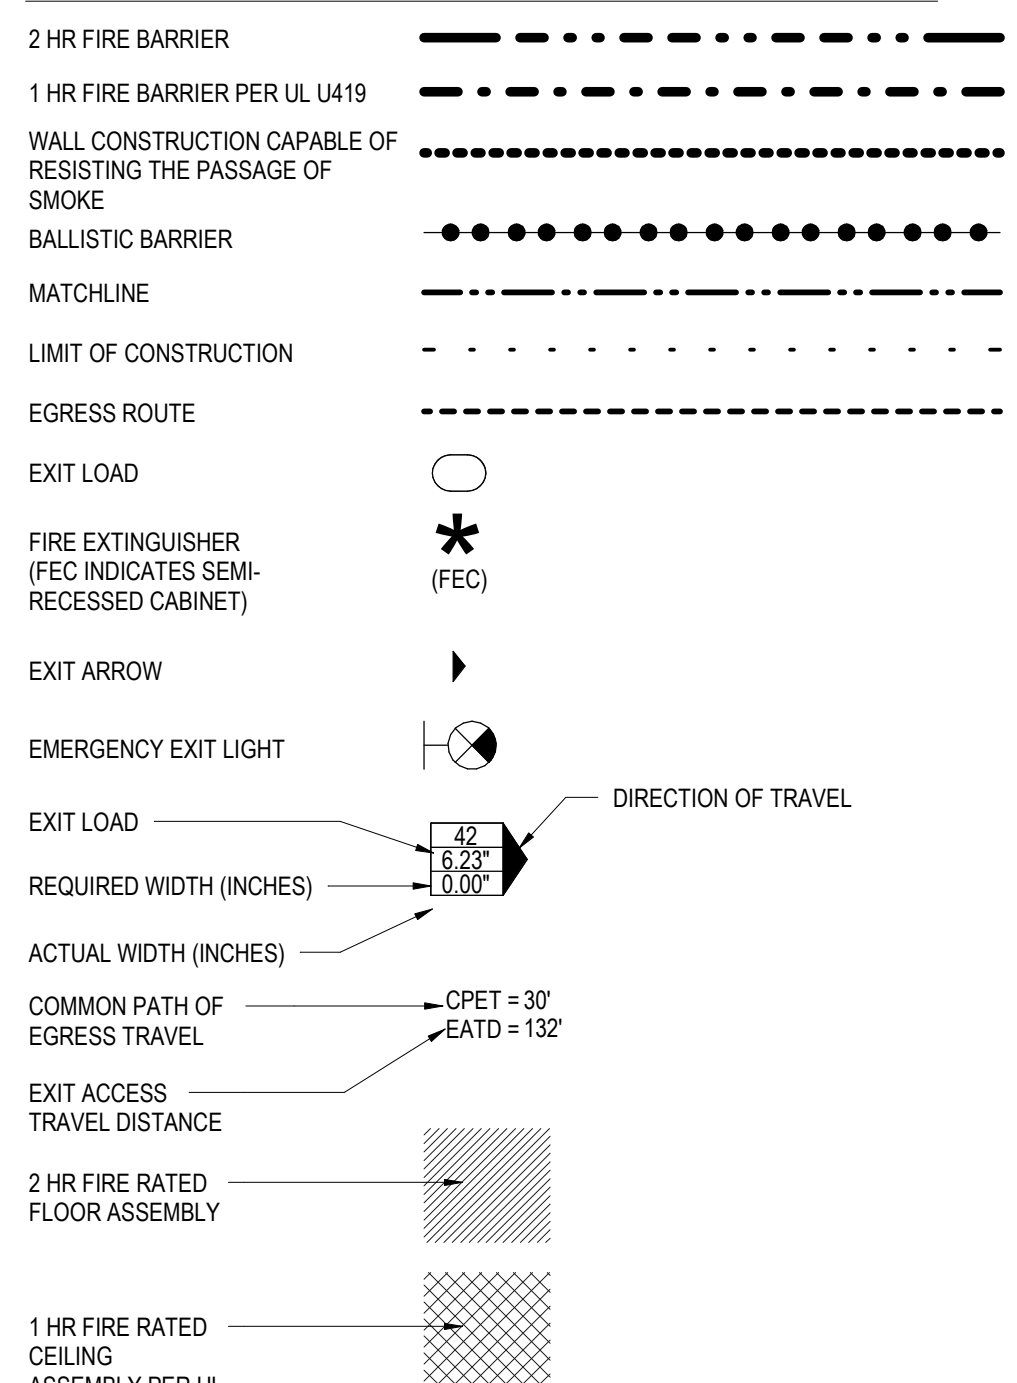 2 HR FIRE BARRIER
1 HR FIRE BARRIER PER UL U419
WALL CONSTRUCTION CAPABLE OF
RESISTING THE PASSAGE OF
SMOKE
BALLISTIC BARRIER
MATCHLINE
LIMIT OF CONSTRUCTION
EGRESS ROUTE
EXIT LOAD
FIRE EXTINGUISHER
(FEC INDICATES SEMI-
RECESSED CABINET)
(FEC)
EXIT ARROW
EMERGENCY EXIT LIGHT
DIRECTION OF TRAVEL
EXIT LOAD
42
6.23"
0.00"
REQUIRED WIDTH (INCHES)
ACTUAL WIDTH (INCHES)
COMMON PATH OF
EGRESS TRAVEL
CPET = 30'
EATD = 132'
EXIT ACCESS
TRAVEL DISTANCE
2 HR FIRE RATED
FLOOR ASSEMBLY
1 HR FIRE RATED
CEILING
ASSEMBLY PER UL